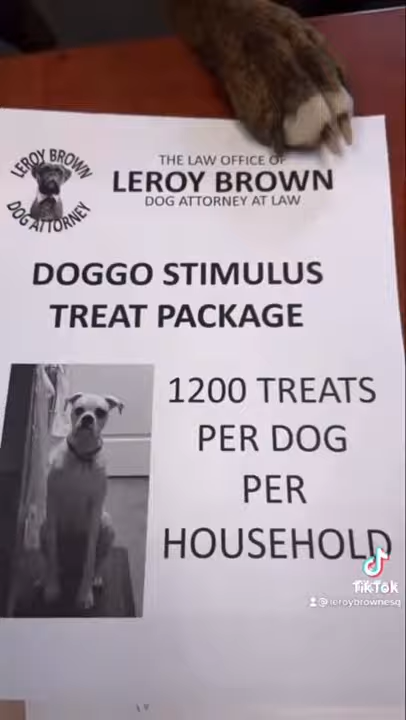 LEROY BROWN
DOG ATTORNEY
THE LAW OFFICE OF
LEROY BROWN
DOG ATTORNEY AT LAW
DOGGO STIMULUS
TREAT PACKAGE
1200 TREATS
PER DOG
PER
HOUSEHOLD
TikTok
@leroybrownesq